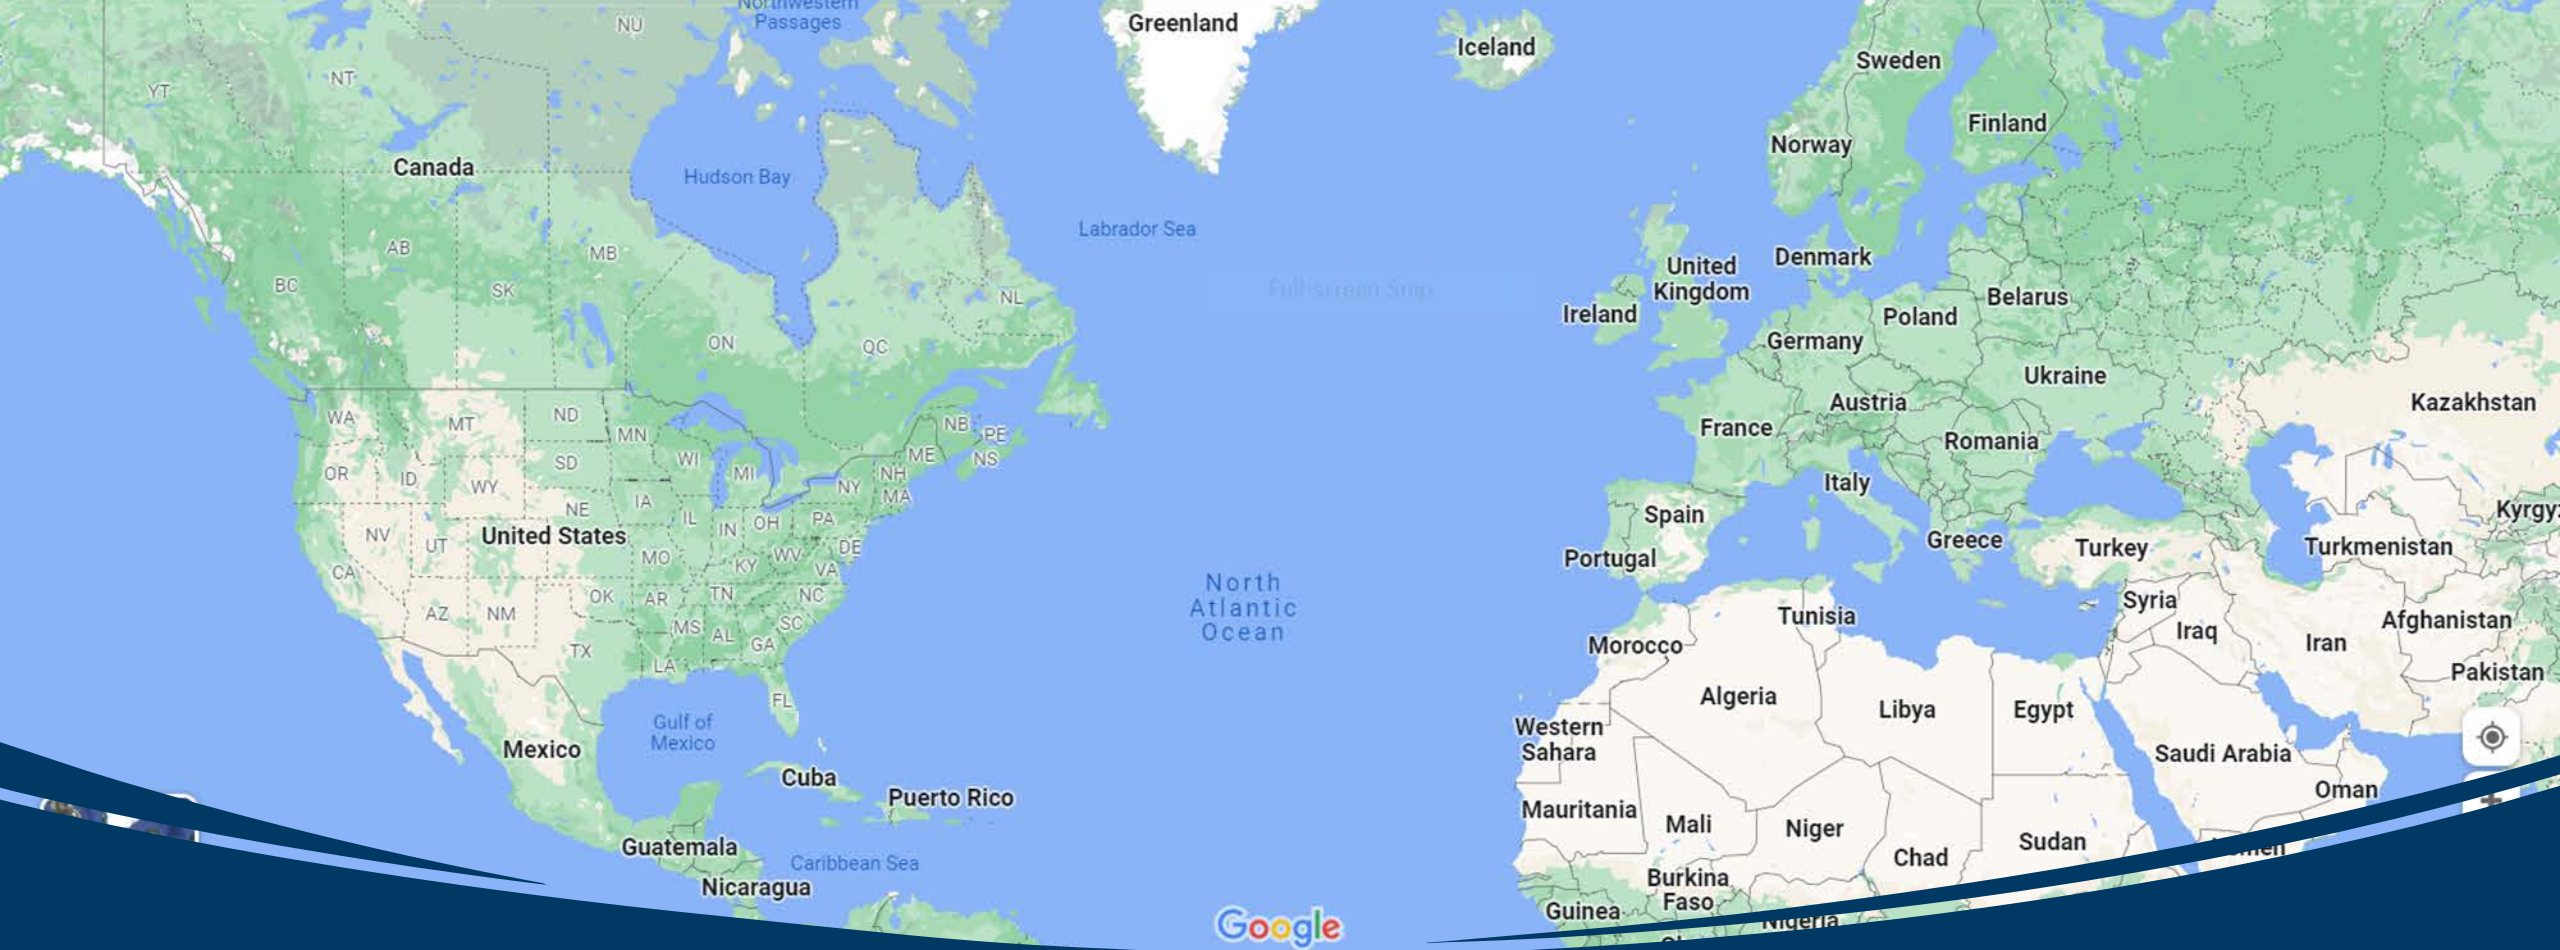 Northwestern
Passages
NU
Greenland
Iceland
Sweden
NT
YT
Finland
Norway
Canada
Hudson Bay
Labrador Sea
AB
MB
BC
SK
NL
Full-screen Snip
United
Kingdom
Denmark
Ireland
Belarus
Poland
Germany
ON
QC
Ukraine
Austria
Kazakhstan
France
Romania
WA
MT
ND
MN
NB
PE
NS
ME
OR
ID
WY
SD
WI
MI
NH
NY
MA
Italy
Spain
Kyrgy
NE
IA
IL
IN
OH
PA
NV
UT
United States
DE
Greece
Turkey
Turkmenistan
Portugal
CA
MO
KY
WV
VA
North
Atlantic
Ocean
AZ
NM
OK
AR
TN
NC
Syria
Tunisia
Afghanistan
MS
AL
GA
SC
Iraq
Iran
Morocco
TX
LA
Pakistan
FL
Algeria
Libya
Egypt
Gulf of
Mexico
Western
Sahara
Mexico
Saudi Arabia
Cuba
Puerto Rico
Oman
Mauritania
Mali
Niger
Sudan
Guatemala
Caribbean Sea
Chad
Nicaragua
Burkina
Faso
Guinea
Google
Nigeria